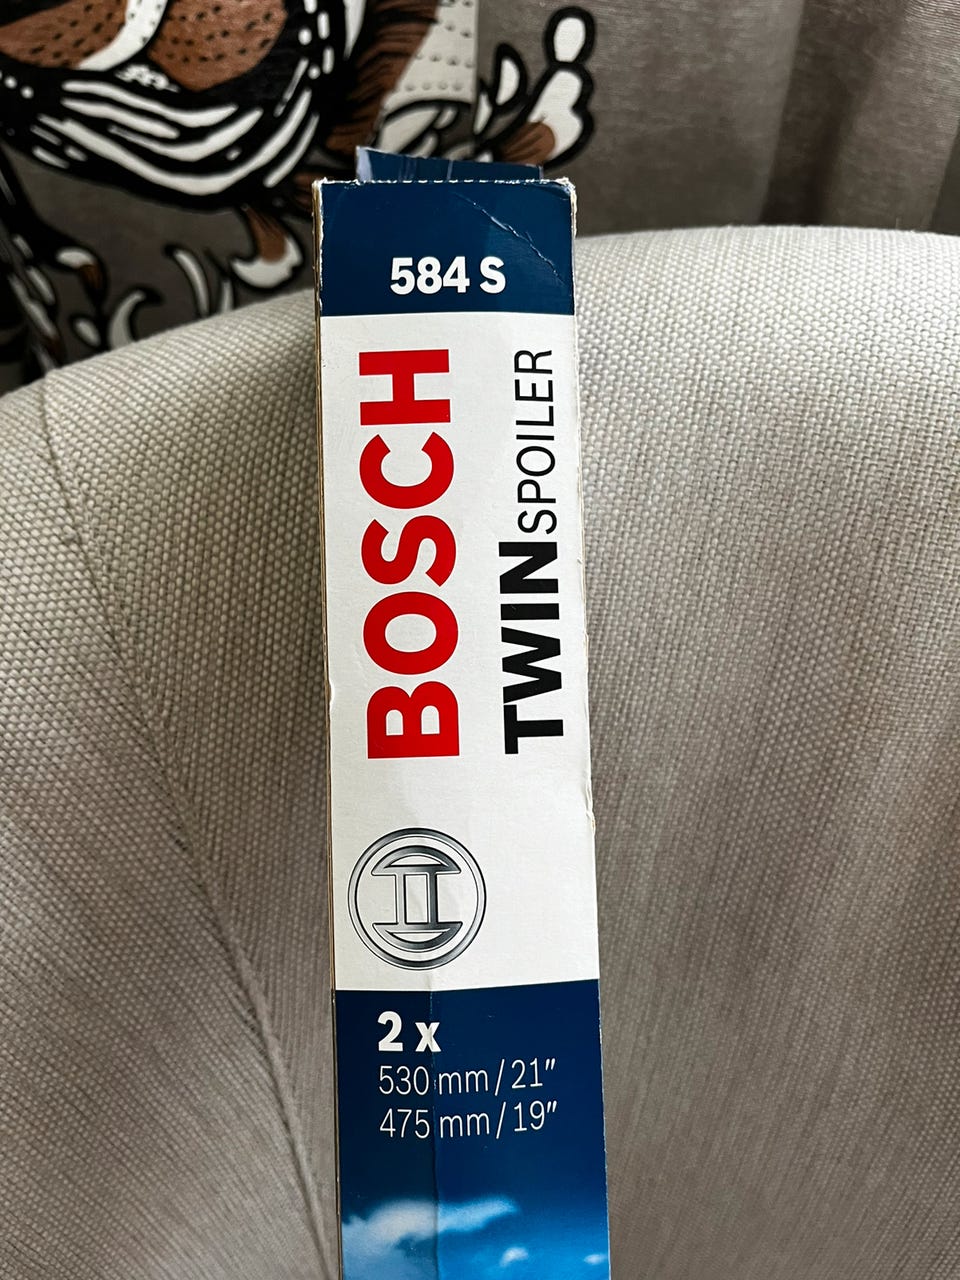 584 S
BOSCH
TWINSPOILER
2 x
530 mm / 21"
475 mm / 19"